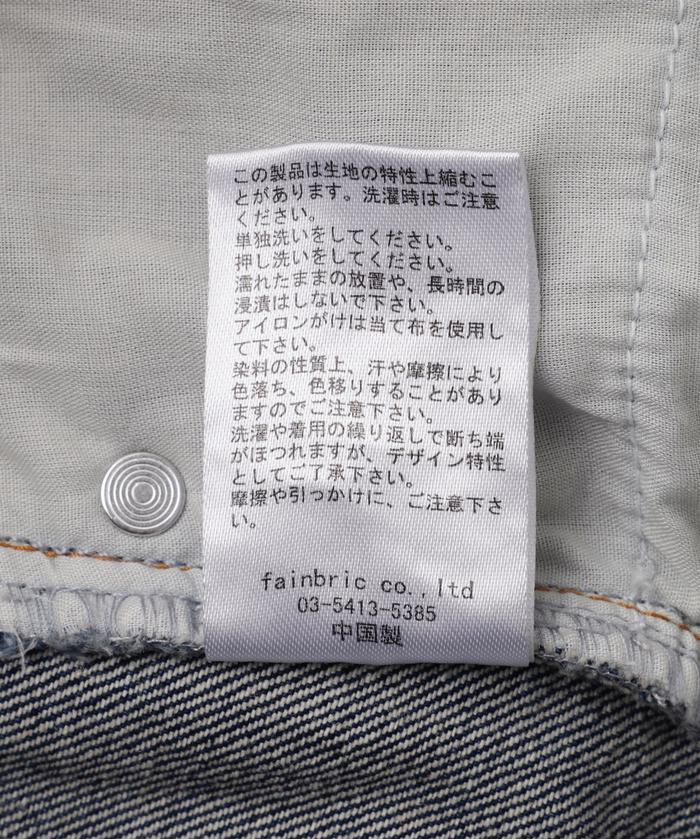 この製品は生地の特性上縮むこ
とがあります。洗濯時はご注意
ください。
単独洗いをしてください。
押し洗いをしてください。
濡れたままの放置や、長時間の
浸漬はしないで下さい。
アイロンがけは当て布を使用し
て下さい。
染料の性質上、汗や摩擦により
色落ち、色移りすることがあり
ますのでご注意下さい。
洗濯や着用の繰り返しで断ち端
がほつれますが、デザイン特性
としてご了承下さい。
摩擦や引っかけに、ご注意下さ
い。
fainbric co.,ltd
03-5413-5385
中国製